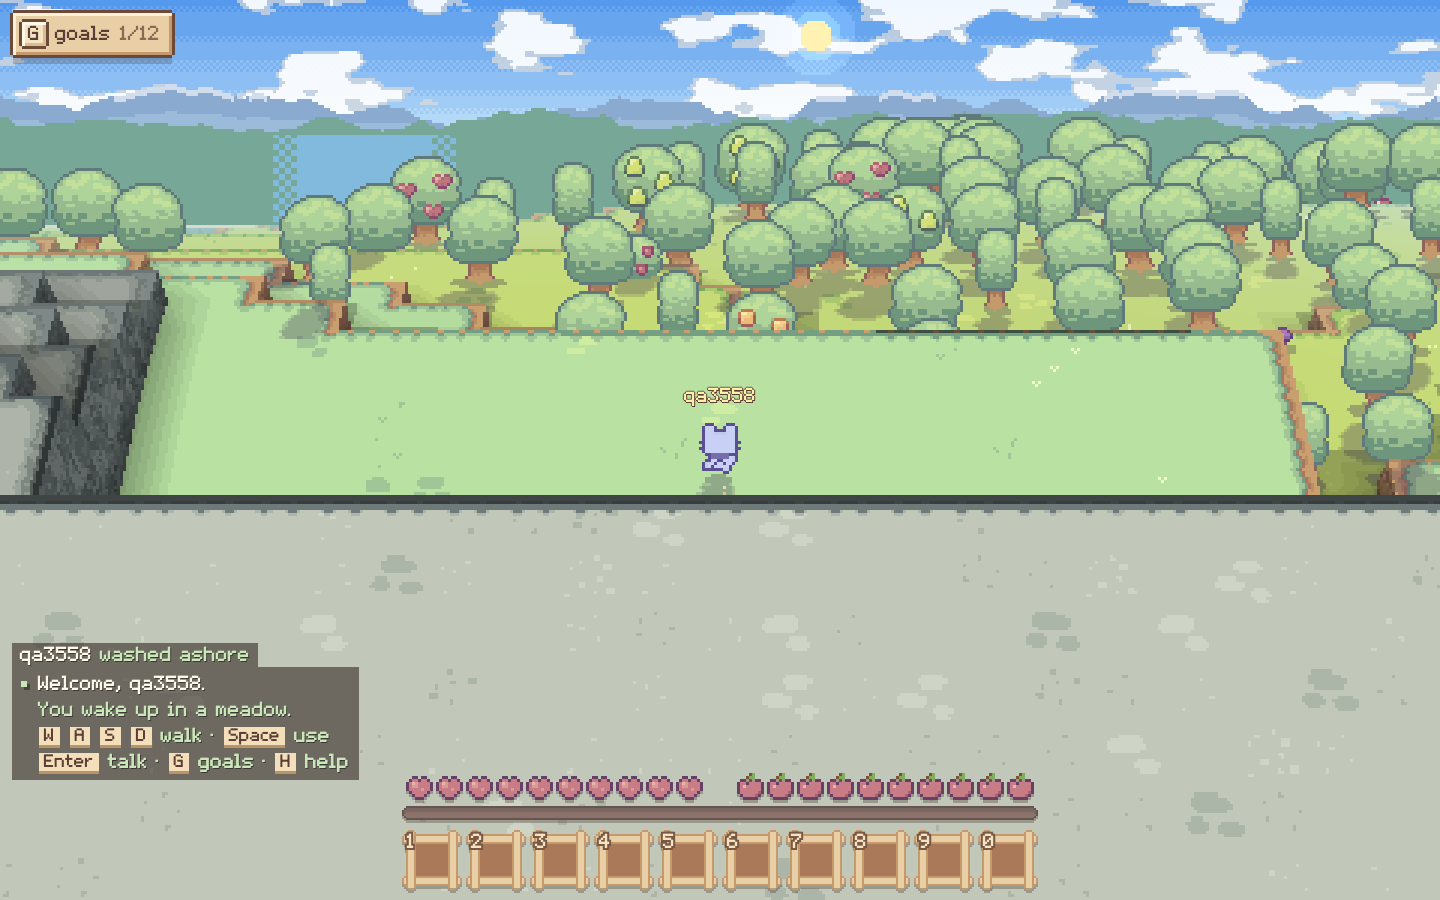 G goals 1/12
qa3558
qa3558 washed ashore
Welcome, qa3558.
You wake up in a meadow.
W A S D walk · Space use
Enter talk · G goals · H help
1 2 3 4 5 6 7 8 9 0